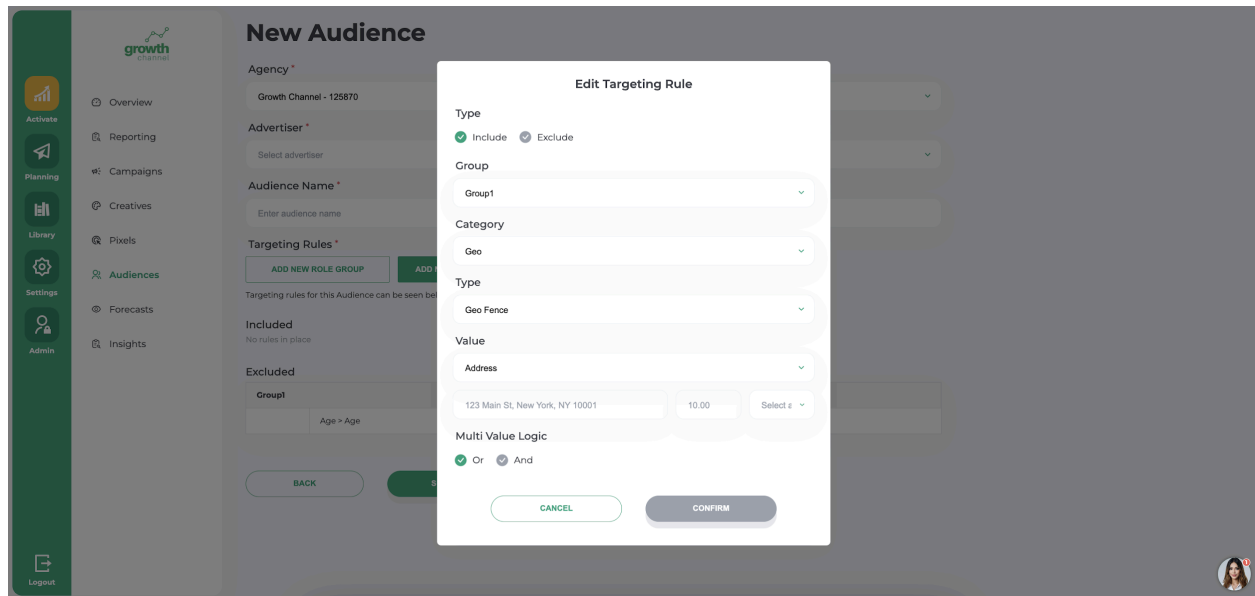 growth
channel
Activate
Planning
Library
Settings
Admin
Logout
Overview
Reporting
Campaigns
Creatives
Pixels
Audiences
Forecasts
Insights
New Audience
Agency *
Growth Channel - 125870
Advertiser *
Select advertiser
Audience Name *
Enter audience name
Targeting Rules *
ADD NEW ROLE GROUP
ADD
Targeting rules for this Audience can be seen
Included
No rules in place
Excluded
Group1
Age > Age
BACK
S
Edit Targeting Rule
Type
Include Exclude
Group
Group1
Category
Geo
Type
Geo Fence
Value
Address
123 Main St, New York, NY 10001 10.00 Select
Multi Value Logic
Or And
CANCEL CONFIRM
1